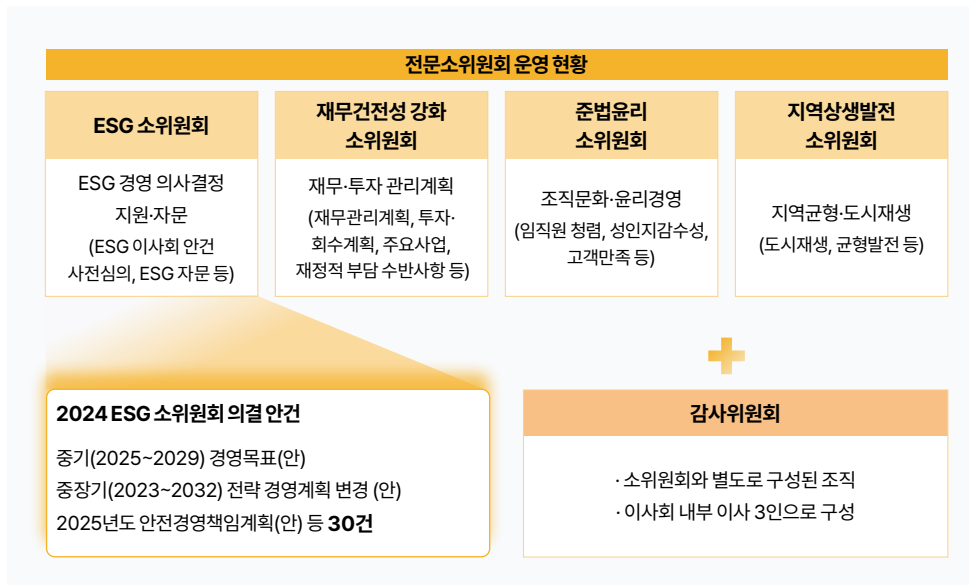 전문소위원회 운영 현황
ESG 소위원회
ESG 경영 의사결정
지원·자문
(ESG 이사회 안건
사전심의, ESG 자문 등)
재무건전성 강화
소위원회
재무·투자 관리계획
(재무관리계획, 투자·
회수계획, 주요사업,
재정적 부담 수반사항 등)
준법윤리
소위원회
조직문화·윤리경영
(임직원 청렴, 성인지감수성,
고객만족 등)
지역상생발전
소위원회
지역균형·도시재생
(도시재생, 균형발전 등)
2024 ESG 소위원회 의결 안건
중기(2025~2029) 경영목표(안)
중장기(2023~2032) 전략 경영계획 변경 (안)
2025년도 안전경영책임계획(안) 등 30건
감사위원회
· 소위원회와 별도로 구성된 조직
· 이사회 내부 이사 3인으로 구성